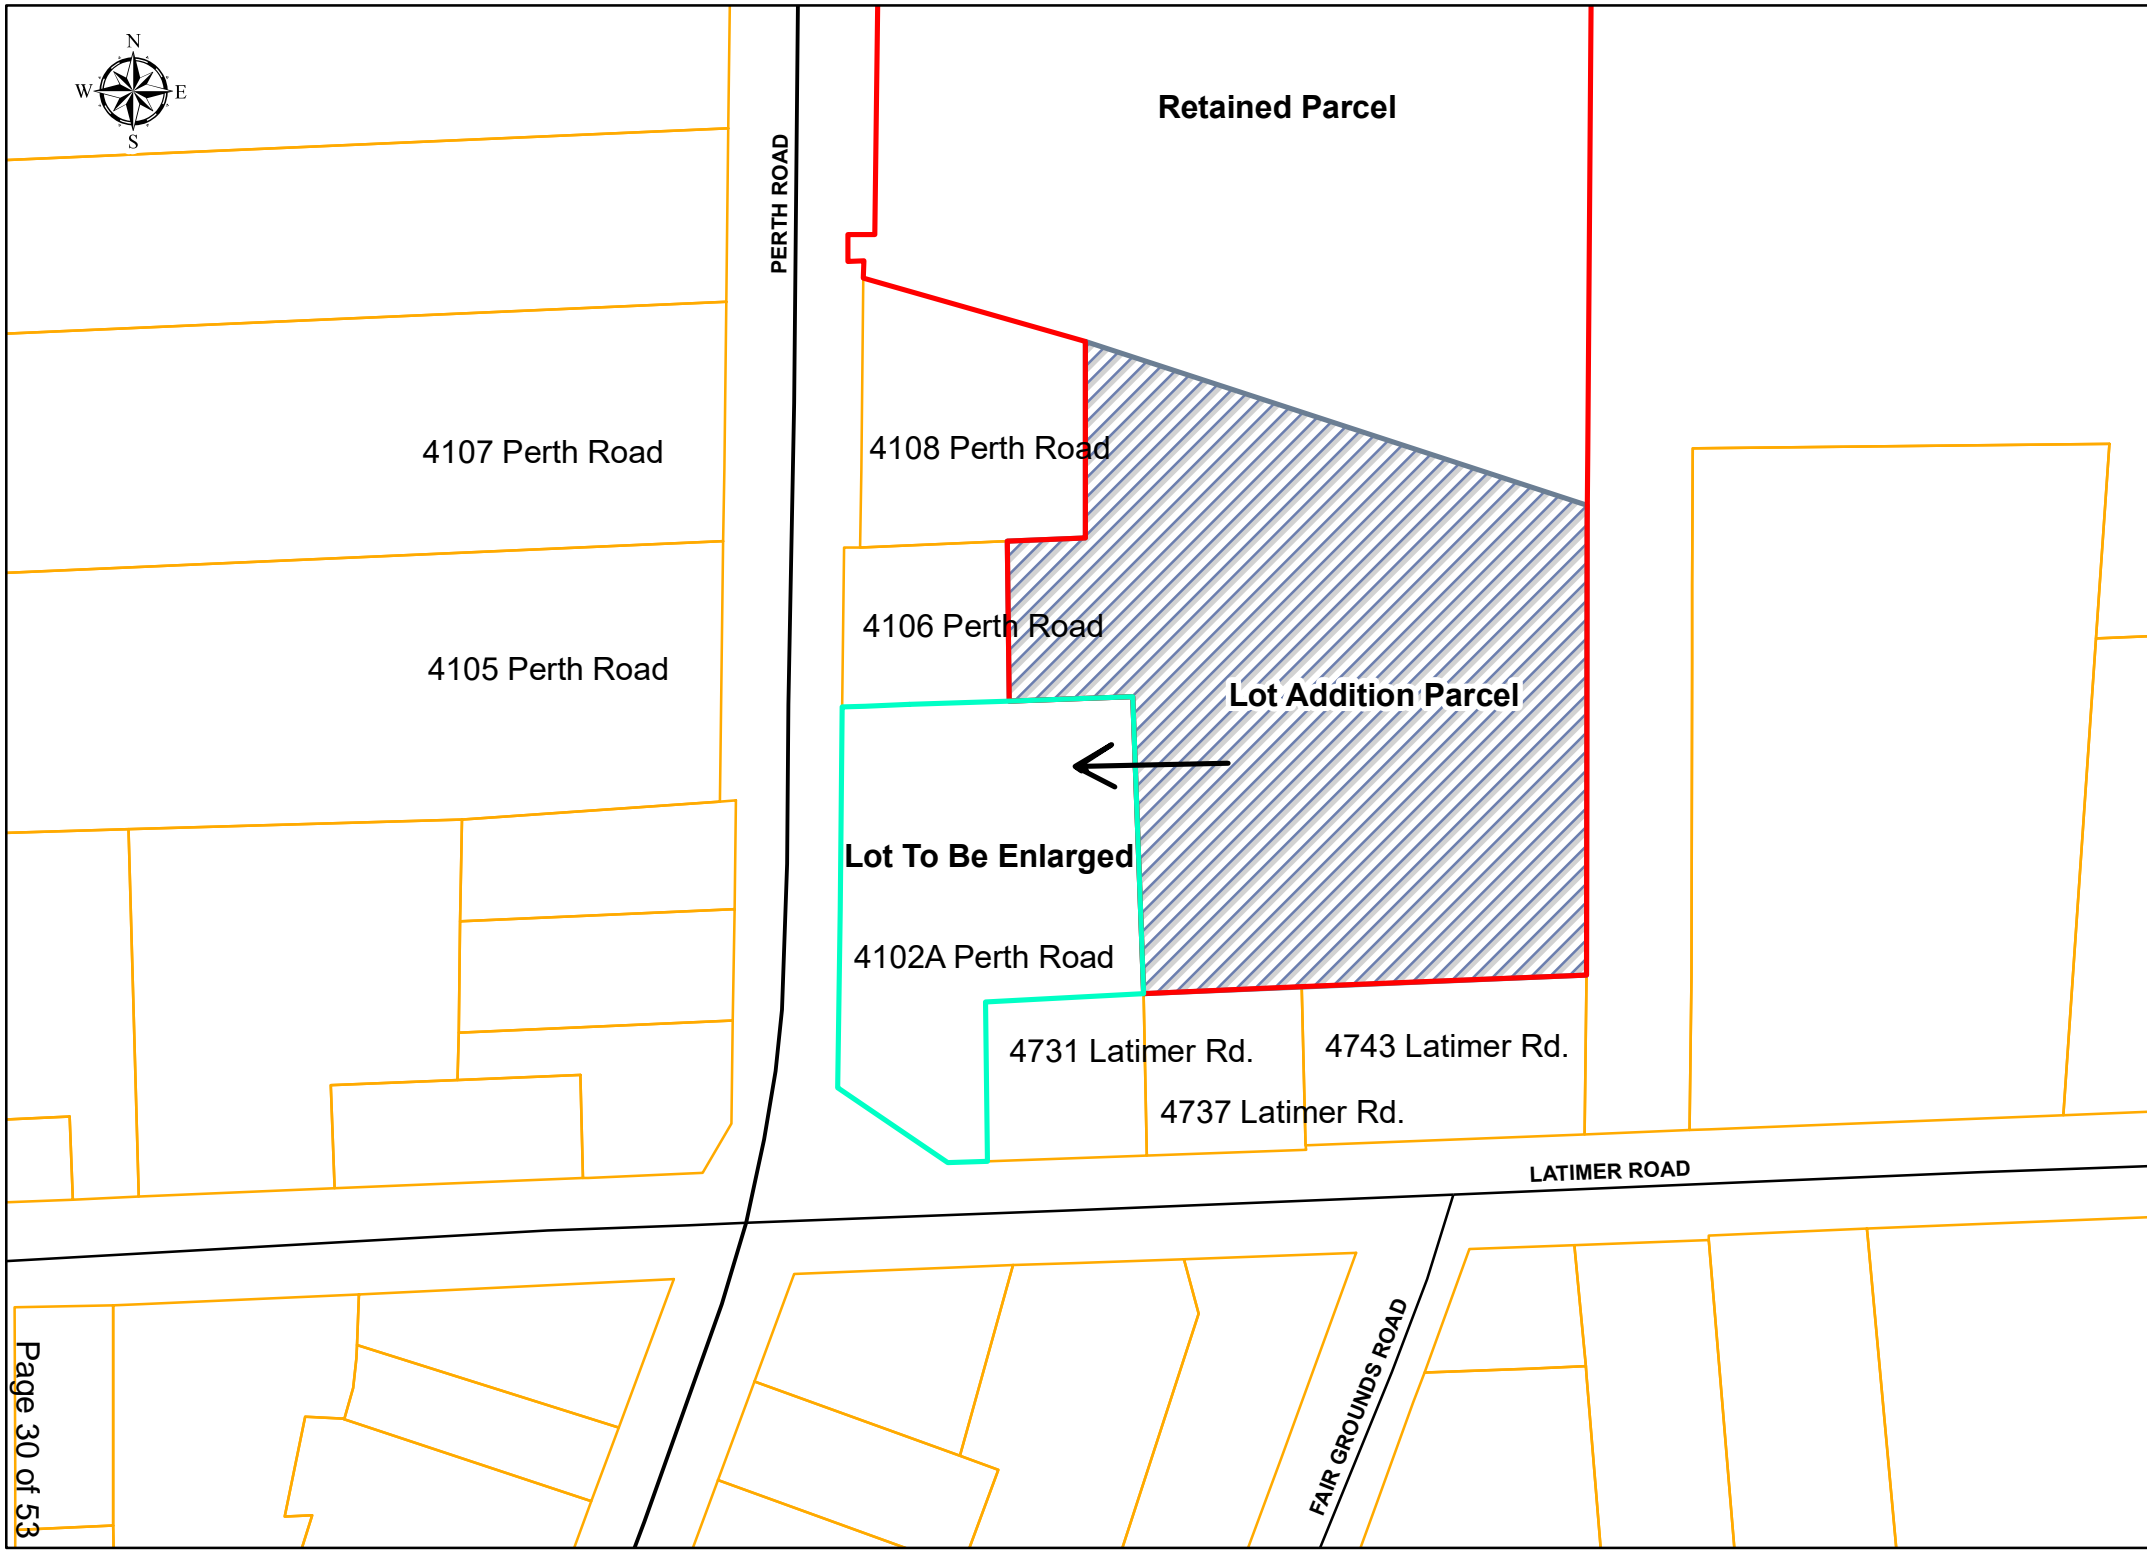 N
W
E
S
Retained Parcel
PERTH ROAD
4107 Perth Road
4108 Perth Road
4106 Perth Road
4105 Perth Road
Lot Addition Parcel
Lot To Be Enlarged
4102A Perth Road
4731 Latimer Rd.
4743 Latimer Rd.
4737 Latimer Rd.
LATIMER ROAD
FAIR GROUNDS ROAD
Page 30 of 53